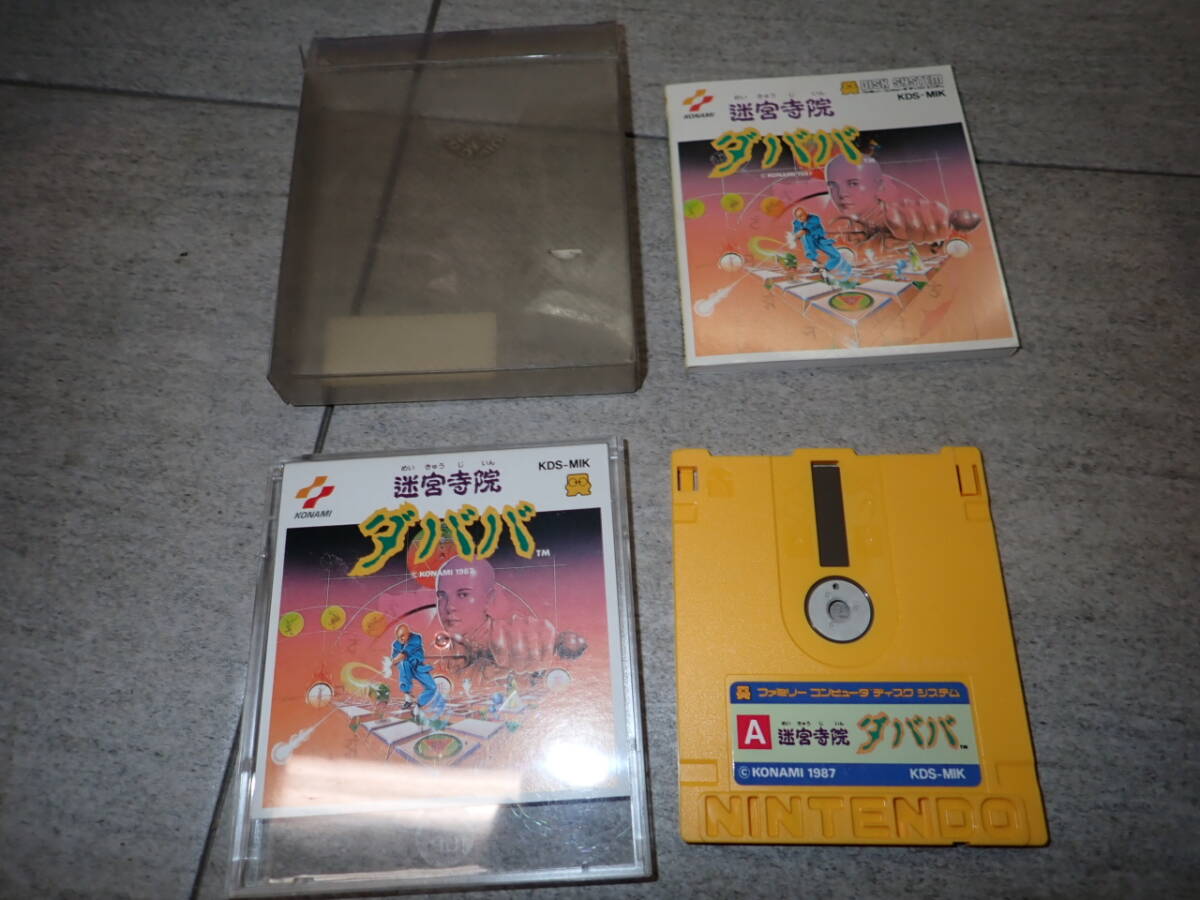 KONAMI
めいきゅうじいん
迷宮寺院
DISK SYSTEM
KDS-MIK
ダババ
© KONAMI 1987
KONAMI
めいきゅうじいん
迷宮寺院
KDS-MIK
ダババ™
© KONAMI 1987
ファミリー コンピュータ ディスク システム
A
めいきゅうじいん
迷宮寺院 ダババ™
© KONAMI 1987 KDS-MIK
NINTENDO